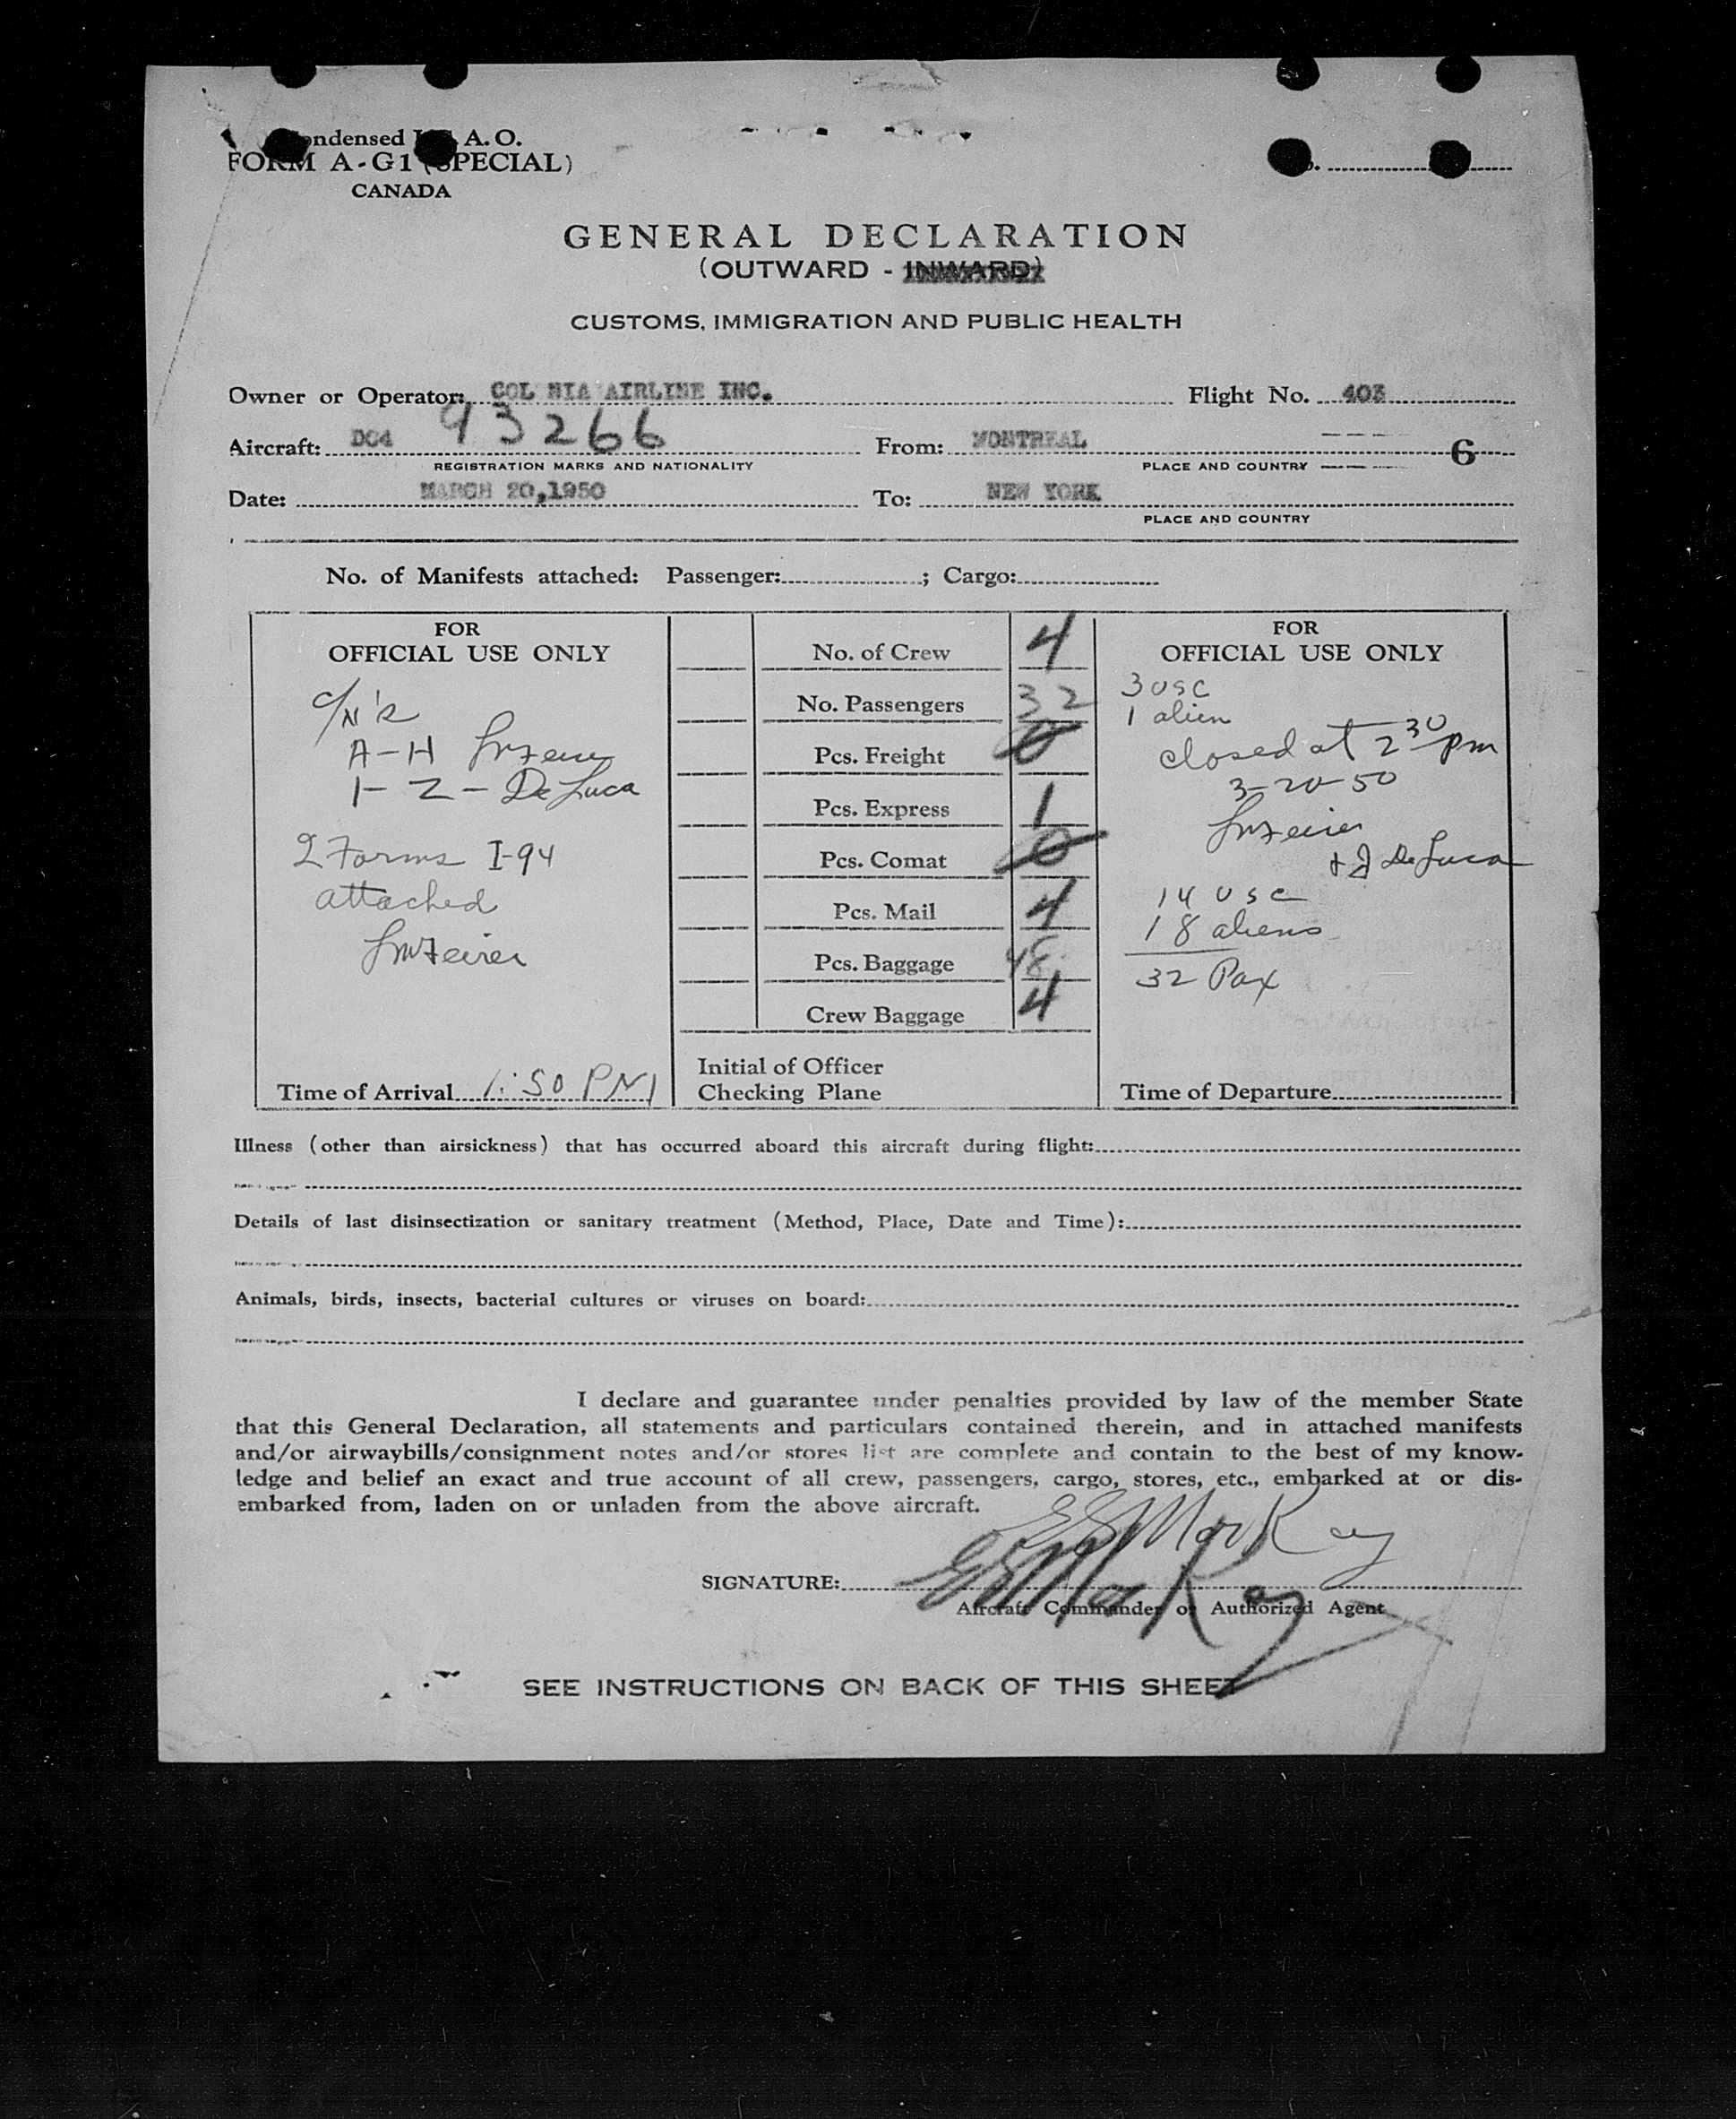 ondensed I A. O.
FORM A-G1 (SPECIAL)
CANADA
GENERAL DECLARATION
(OUTWARD - INWARD)
CUSTOMS, IMMIGRATION AND PUBLIC HEALTH
Owner or Operator: COL NIA AIRLINE INC. Flight No. 403
Aircraft: DC4 93266 From: MONTREAL 6
REGISTRATION MARKS AND NATIONALITY PLACE AND COUNTRY
Date: MARCH 20,1950 To: NEW YORK
PLACE AND COUNTRY
No. of Manifests attached: Passenger: ; Cargo:
FOR
OFFICIAL USE ONLY
A-H
1-Z- DeLuca
2 Forms I-94
attached
Time of Arrival 1:50 PM
No. of Crew 4
No. Passengers 32
Pcs. Freight 0
Pcs. Express 1
Pcs. Comat 0
Pcs. Mail 4
Pcs. Baggage 48
Crew Baggage 4
Initial of Officer
Checking Plane
FOR
OFFICIAL USE ONLY
3 USC
1 alien
closed at 2 30 pm
3-20-50
+ J DeLuca
14 USC
18 aliens
32 Pax
Time of Departure
Illness (other than airsickness) that has occurred aboard this aircraft during flight:
Details of last disinsectization or sanitary treatment (Method, Place, Date and Time):
Animals, birds, insects, bacterial cultures or viruses on board:
I declare and guarantee under penalties provided by law of the member State
that this General Declaration, all statements and particulars contained therein, and in attached manifests
and/or airwaybills/consignment notes and/or stores list are complete and contain to the best of my know-
ledge and belief an exact and true account of all crew, passengers, cargo, stores, etc., embarked at or dis-
embarked from, laden on or unladen from the above aircraft.
ES MacKay
SIGNATURE: ES MacKay
Aircraft Commander or Authorized Agent
SEE INSTRUCTIONS ON BACK OF THIS SHEET